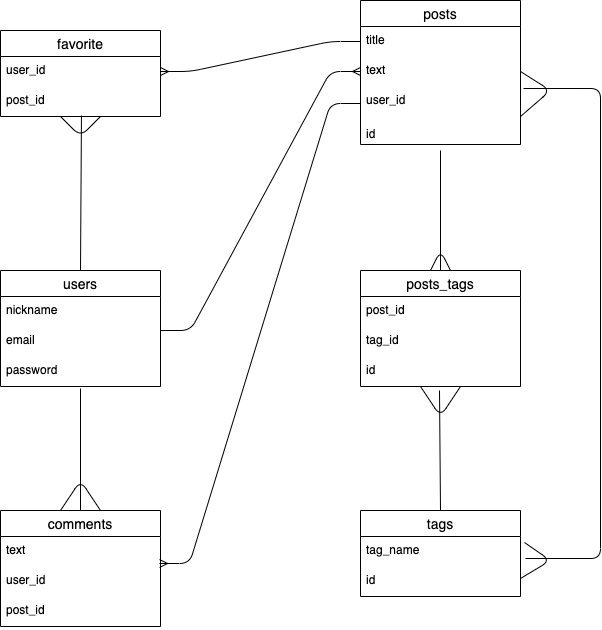 favorite
user_id
post_id
posts
title
text
user_id
id
users
nickname
email
password
posts_tags
post_id
tag_id
id
comments
text
user_id
post_id
tags
tag_name
id